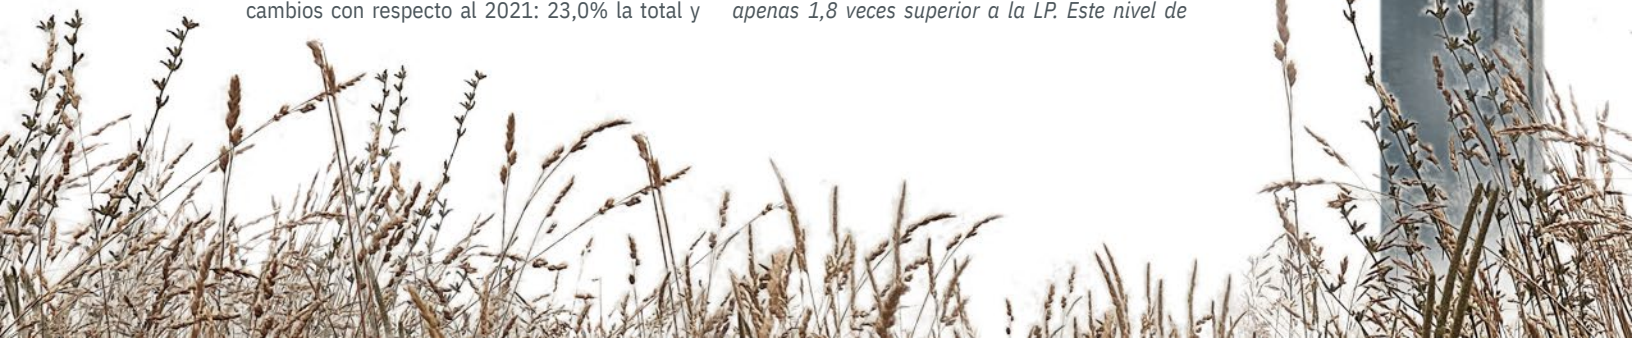 cambios con respecto al 2021: 23,0% la total y
apenas 1,8 veces superior a la LP. Este nivel de